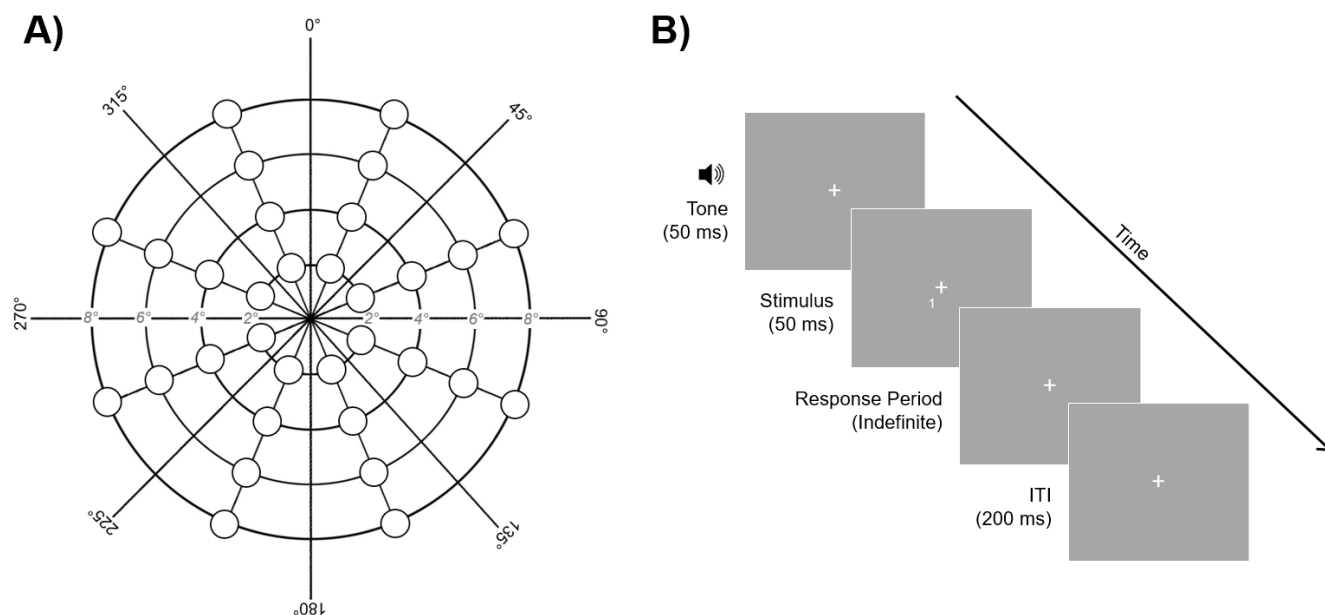 A)
0°
315°
45°
270°
8°
6°
4°
2°
2°
4°
6°
8°
90°
225°
135°
180°
B)
Tone
(50 ms)
Time
Stimulus
(50 ms)
1
Response Period
(Indefinite)
ITI
(200 ms)